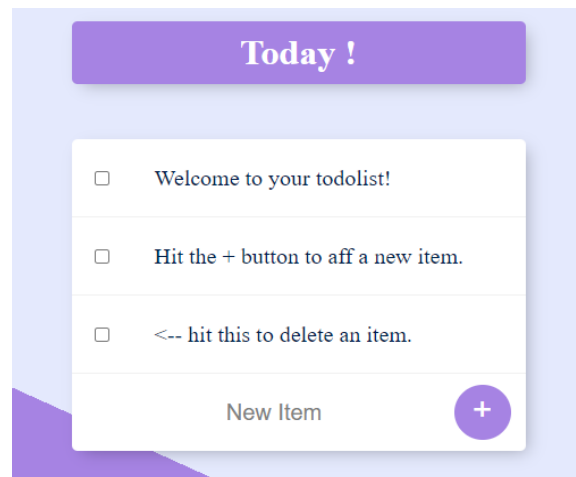 Today !
Welcome to your todolist!
Hit the + button to aff a new item.
<-- hit this to delete an item.
New Item
+